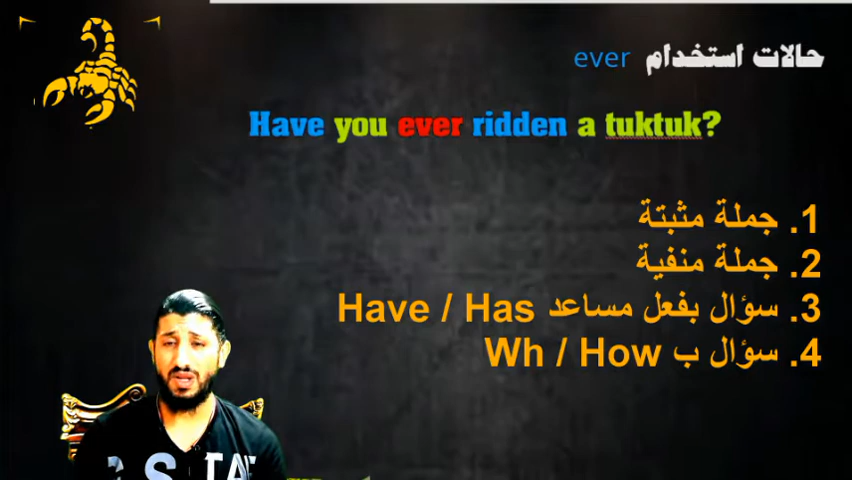 حالات استخدام ever
Have you ever ridden a tuktuk?
1. جملة مثبتة
2. جملة منفية
3. سؤال بفعل مساعد Have / Has
4. سؤال ب Wh / How